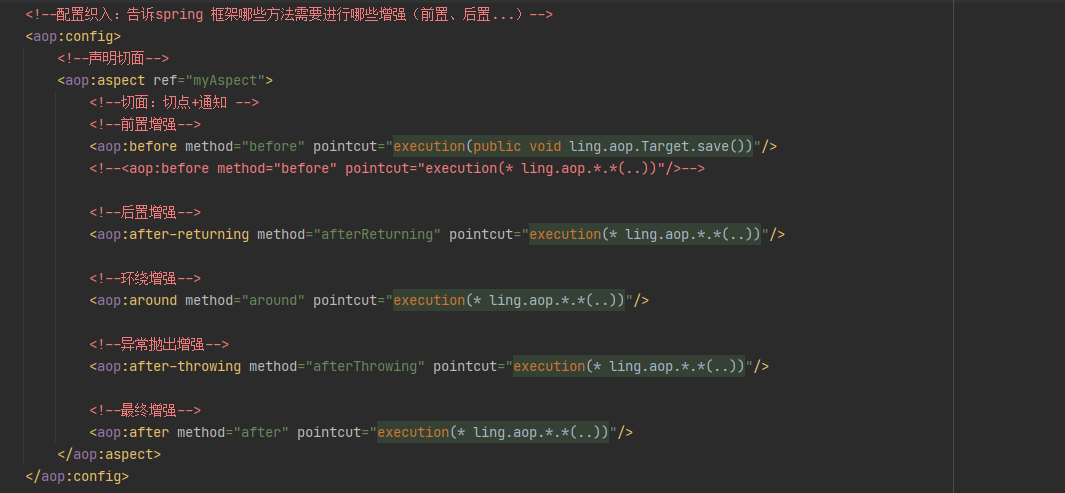 <!--配置织入：告诉spring 框架哪些方法需要进行哪些增强（前置、后置...）-->
<aop:config>
<!--声明切面-->
<aop:aspect ref="myAspect">
<!--切面：切点+通知 -->
<!--前置增强-->
<aop:before method="before" pointcut="execution(public void ling.aop.Target.save())"/>
<!--<aop:before method="before" pointcut="execution(* ling.aop.*.*(..))"/>-->
<!--后置增强-->
<aop:after-returning method="afterReturning" pointcut="execution(* ling.aop.*.*(..))"/>
<!--环绕增强-->
<aop:around method="around" pointcut="execution(* ling.aop.*.*(..))"/>
<!--异常抛出增强-->
<aop:after-throwing method="afterThrowing" pointcut="execution(* ling.aop.*.*(..))"/>
<!--最终增强-->
<aop:after method="after" pointcut="execution(* ling.aop.*.*(..))"/>
</aop:aspect>
</aop:config>